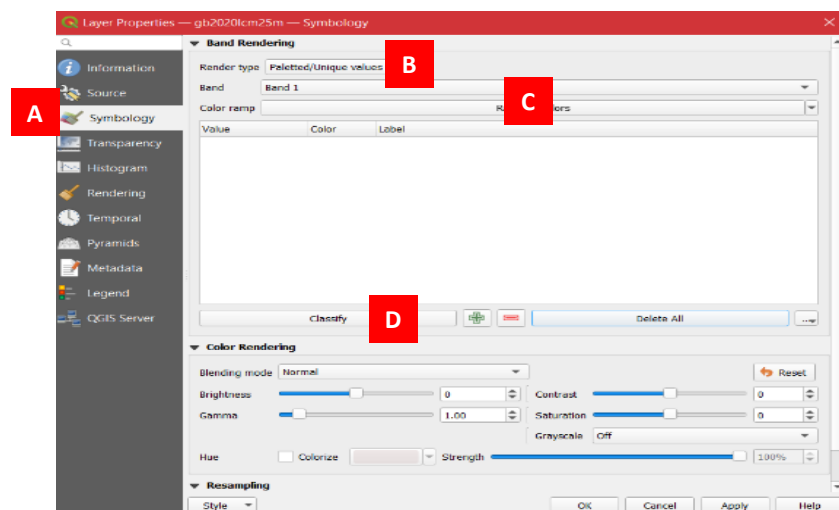 Layer Properties — gb2020lcm25m — Symbology
Band Rendering
Information
Source
Symbology
Transparency
Histogram
Rendering
Temporal
Pyramids
Metadata
Legend
QGIS Server
A
Render type Paletted/Unique values
B
Band Band 1
Color ramp
C
Value Color Label
Classify
D
Delete All
...
Color Rendering
Blending mode Normal Reset
Brightness 0 Contrast 0
Gamma 1.00 Saturation 0
Grayscale Off
Hue Colorize Strength 100%
Resampling
Style OK Cancel Apply Help